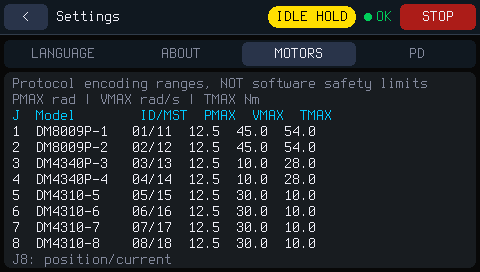 < Settings IDLE HOLD OK STOP
LANGUAGE ABOUT MOTORS PD
Protocol encoding ranges, NOT software safety limits
PMAX rad | VMAX rad/s | TMAX Nm
J Model ID/MST PMAX VMAX TMAX
1 DM8009P-1 01/11 12.5 45.0 54.0
2 DM8009P-2 02/12 12.5 45.0 54.0
3 DM4340P-3 03/13 12.5 10.0 28.0
4 DM4340P-4 04/14 12.5 10.0 28.0
5 DM4310-5 05/15 12.5 30.0 10.0
6 DM4310-6 06/16 12.5 30.0 10.0
7 DM4310-7 07/17 12.5 30.0 10.0
8 DM4310-8 08/18 12.5 30.0 10.0
J8: position/current